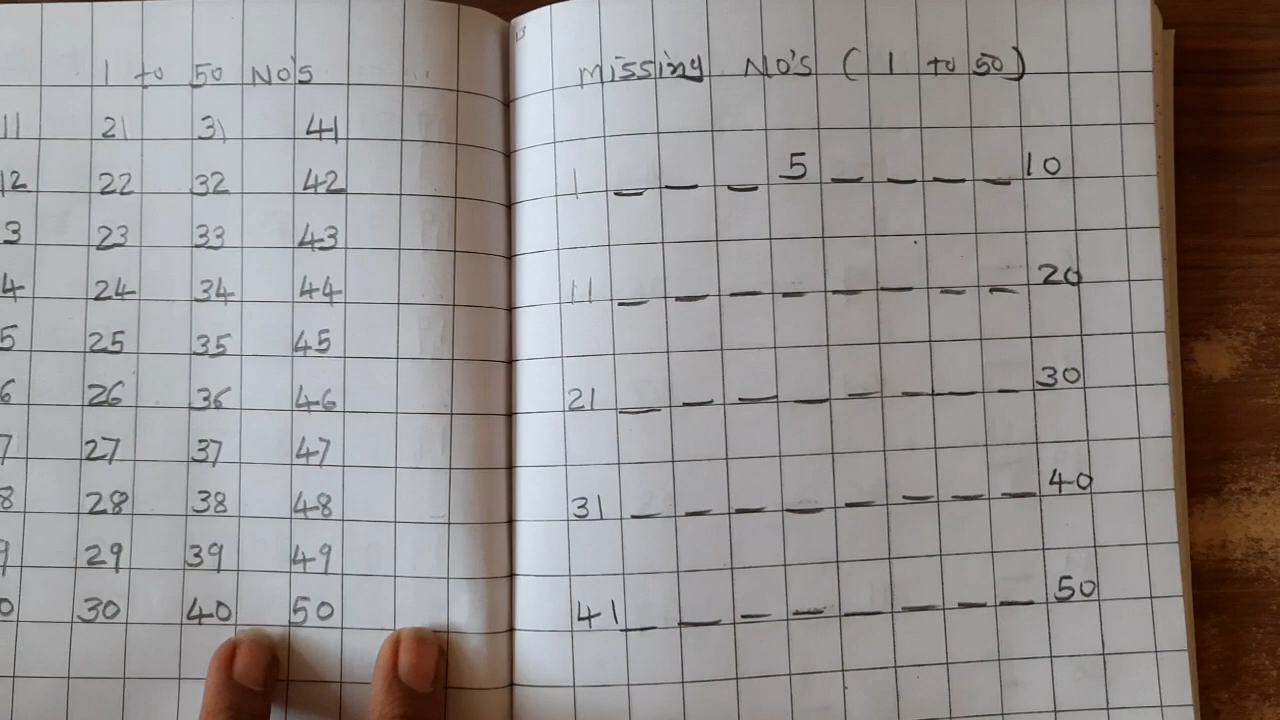 1 to 50 NO'S
11 21 31 41
12 22 32 42
3 23 33 43
4 24 34 44
5 25 35 45
6 26 36 46
7 27 37 47
8 28 38 48
9 29 39 49
0 30 40 50
Missing NO'S ( 1 to 50 )
1 _ _ _ 5 _ _ _ _ 10
11 _ _ _ _ _ _ _ _ 20
21 _ _ _ _ _ _ _ _ 30
31 _ _ _ _ _ _ _ _ 40
41 _ _ _ _ _ _ _ _ 50